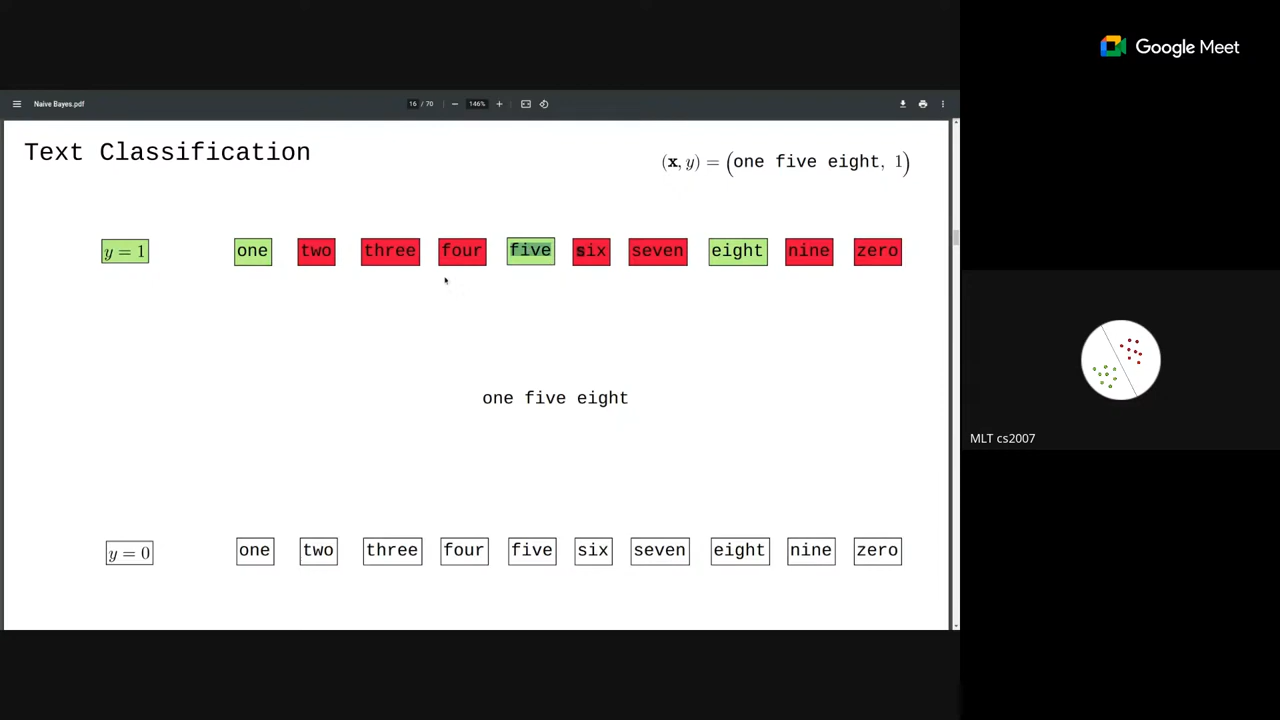 Google Meet
Naive Bayes.pdf 16 / 70 146%
Text Classification
(x, y) = (one five eight, 1)
y = 1 one two three four five six seven eight nine zero
one five eight
MLT cs2007
y = 0 one two three four five six seven eight nine zero